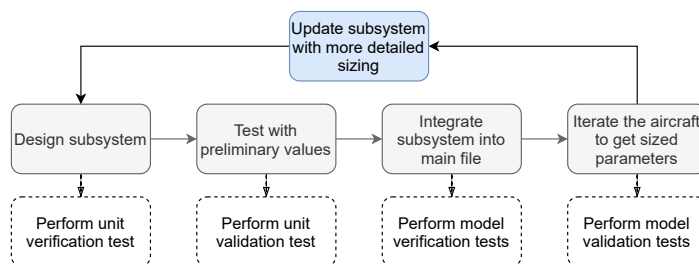 Update subsystem
with more detailed
sizing
Design subsystem
Test with
preliminary values
Integrate
subsystem into
main file
Iterate the aircraft
to get sized
parameters
Perform unit
verification test
Perform unit
validation test
Perform model
verification tests
Perform model
validation tests